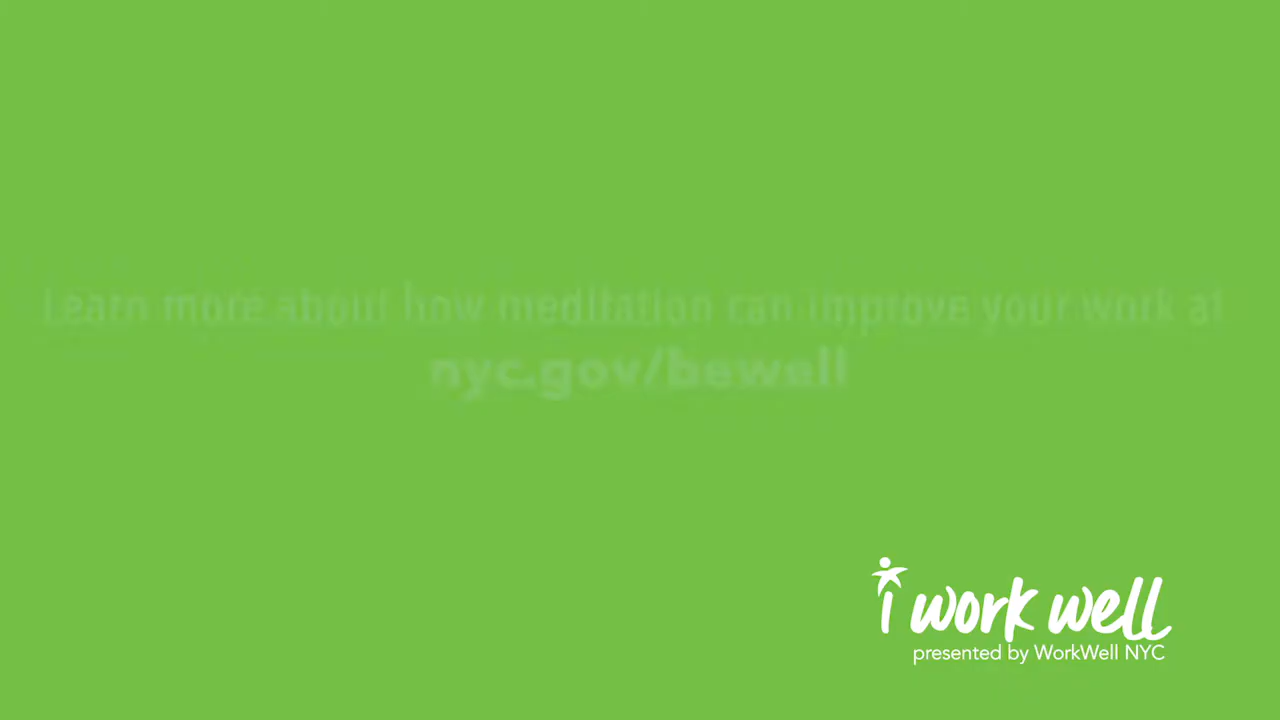 Learn more about how meditation can improve your work at
nyc.gov/bewell
i work well
presented by WorkWell NYC